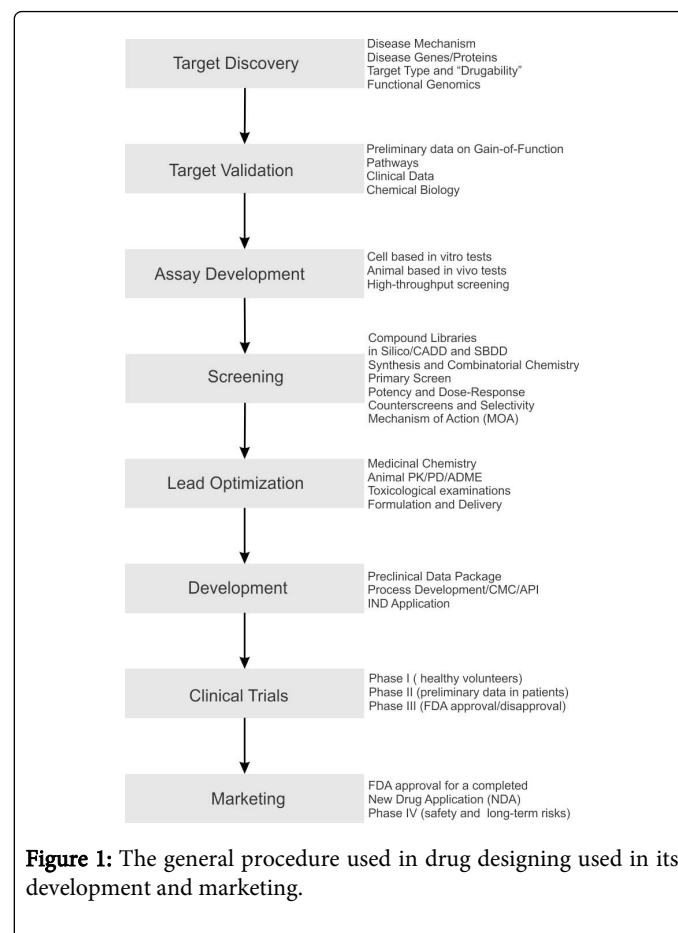 Target Discovery
Disease Mechanism
Disease Genes/Proteins
Target Type and “Drugability”
Functional Genomics
Target Validation
Preliminary data on Gain-of-Function
Pathways
Clinical Data
Chemical Biology
Assay Development
Cell based in vitro tests
Animal based in vivo tests
High-throughput screening
Screening
Compound Libraries
in Silico/CADD and SBDD
Synthesis and Combinatorial Chemistry
Primary Screen
Potency and Dose-Response
Counterscreens and Selectivity
Mechanism of Action (MOA)
Lead Optimization
Medicinal Chemistry
Animal PK/PD/ADME
Toxicological examinations
Formulation and Delivery
Development
Preclinical Data Package
Process Development/CMC/API
IND Application
Clinical Trials
Phase I ( healthy volunteers)
Phase II (preliminary data in patients)
Phase III (FDA approval/disapproval)
Marketing
FDA approval for a completed
New Drug Application (NDA)
Phase IV (safety and long-term risks)
Figure 1: The general procedure used in drug designing used in its
development and marketing.